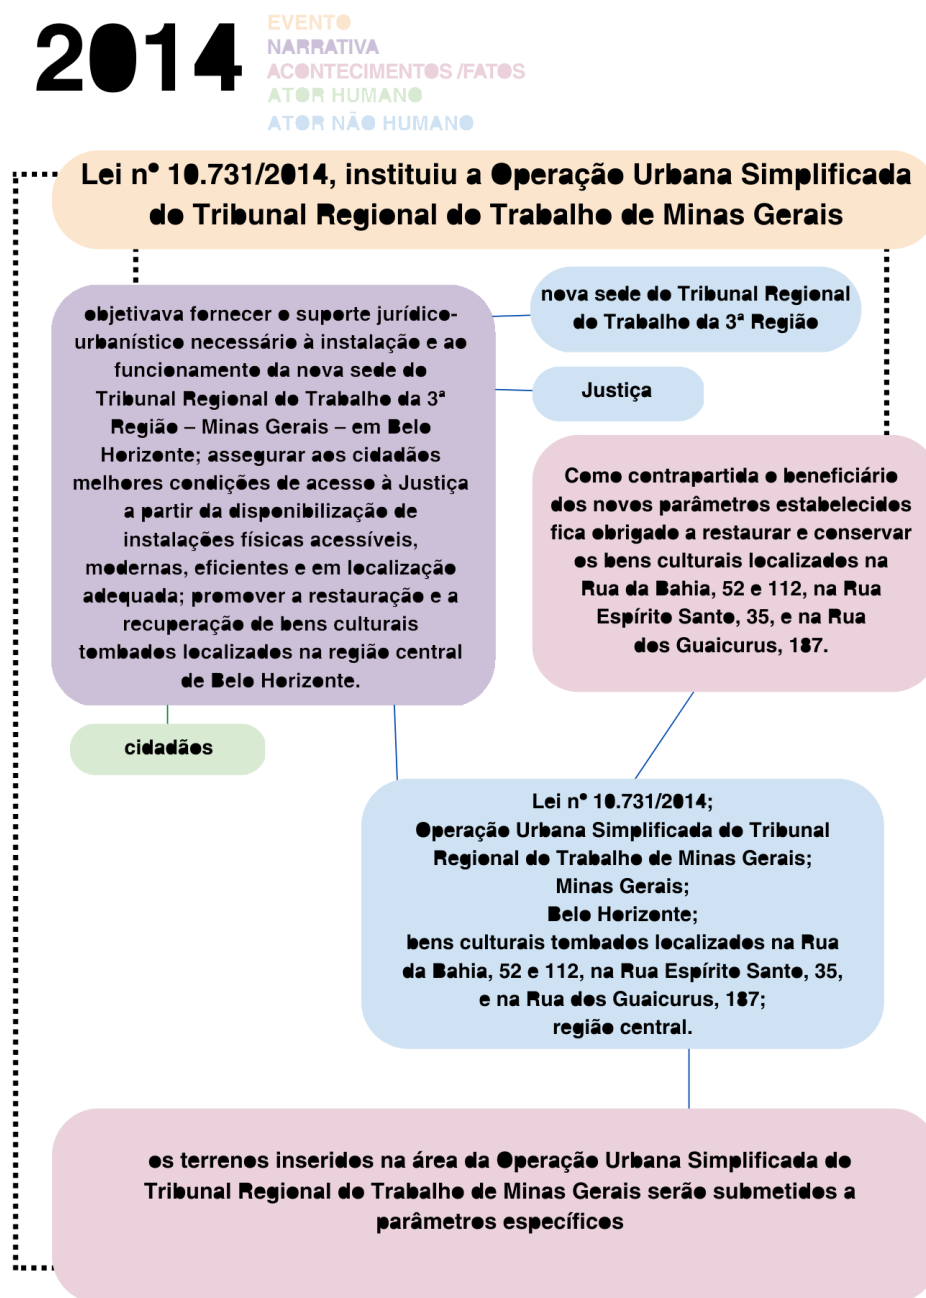 2014
EVENTO
NARRATIVA
ACONTECIMENTOS /FATOS
ATOR HUMANO
ATOR NÃO HUMANO
Lei nº 10.731/2014, instituiu a Operação Urbana Simplificada
do Tribunal Regional do Trabalho de Minas Gerais
objetivava fornecer o suporte jurídico-
urbanístico necessário à instalação e ao
funcionamento da nova sede do
Tribunal Regional do Trabalho da 3ª
Região – Minas Gerais – em Belo
Horizonte; assegurar aos cidadãos
melhores condições de acesso à Justiça
a partir da disponibilização de
instalações físicas acessíveis,
modernas, eficientes e em localização
adequada; promover a restauração e a
recuperação de bens culturais
tombados localizados na região central
de Belo Horizonte.
nova sede do Tribunal Regional
do Trabalho da 3ª Região
Justiça
Como contrapartida o beneficiário
dos novos parâmetros estabelecidos
fica obrigado a restaurar e conservar
os bens culturais localizados na
Rua da Bahia, 52 e 112, na Rua
Espírito Santo, 35, e na Rua
dos Guaicurus, 187.
cidadãos
Lei nº 10.731/2014;
Operação Urbana Simplificada do Tribunal
Regional do Trabalho de Minas Gerais;
Minas Gerais;
Belo Horizonte;
bens culturais tombados localizados na Rua
da Bahia, 52 e 112, na Rua Espírito Santo, 35,
e na Rua dos Guaicurus, 187;
região central.
os terrenos inseridos na área da Operação Urbana Simplificada do
Tribunal Regional do Trabalho de Minas Gerais serão submetidos a
parâmetros específicos